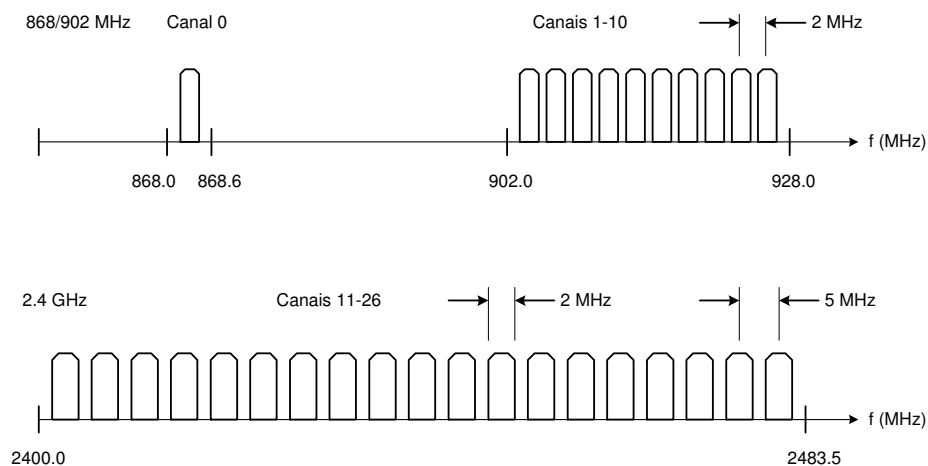 868/902 MHz Canal 0 Canais 1-10 2 MHz
f (MHz)
868.0 868.6 902.0 928.0
2.4 GHz Canais 11-26 2 MHz 5 MHz
f (MHz)
2400.0 2483.5